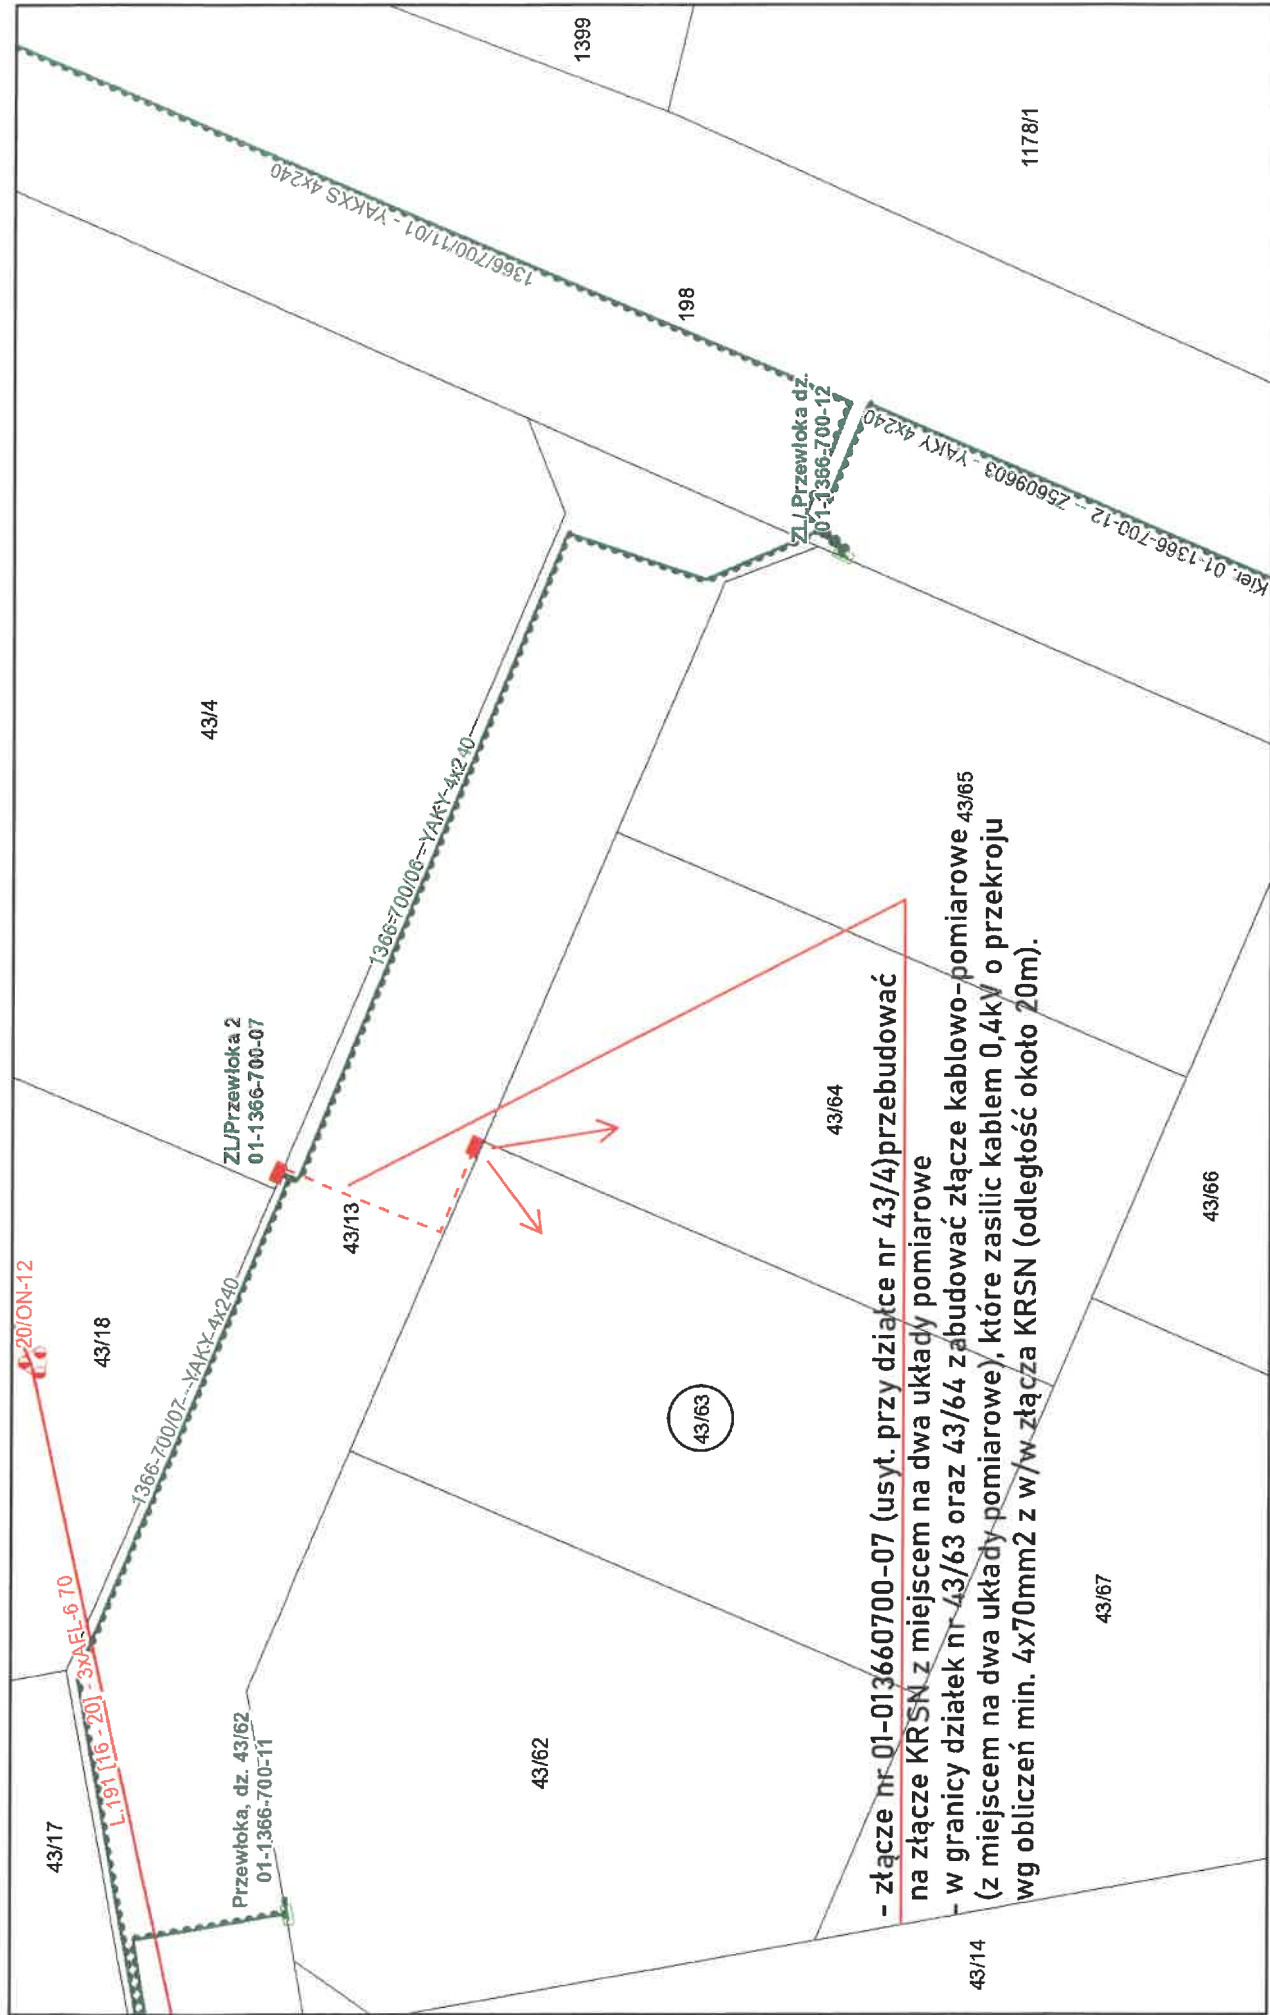 43/17
L.191 [16 - 20] - 3xAFL-6 70
20/ON-12
43/18
1366-700/07---YAKY-4x240
Przewłoka, dz. 43/62
01-1366-700-11
ZL/Przewłoka 2
01-1366-700-07
43/4
1366-700/06---YAKY-4x240
1366/700/11/01 - YAKXS 4x240
1399
198
1178/1
ZL/ Przewłoka dz.
01-1366-700-12
Kier. 01-1366-700-12 -- Z5609603 - YAKY 4x240
43/13
43/62
43/63
43/64
- złącze nr 01-013660700-07 (usyt. przy działce nr 43/4)przebudować
na złącze KRSN z miejscem na dwa układy pomiarowe
- w granicy działek nr 43/63 oraz 43/64 zabudować złącze kablowo-pomiarowe
(z miejscem na dwa układy pomiarowe), które zasilic kablem 0,4kV o przekroju
wg obliczeń min. 4x70mm2 z w/w złącza KRSN (odległość około 20m).
43/65
43/14
43/67
43/66